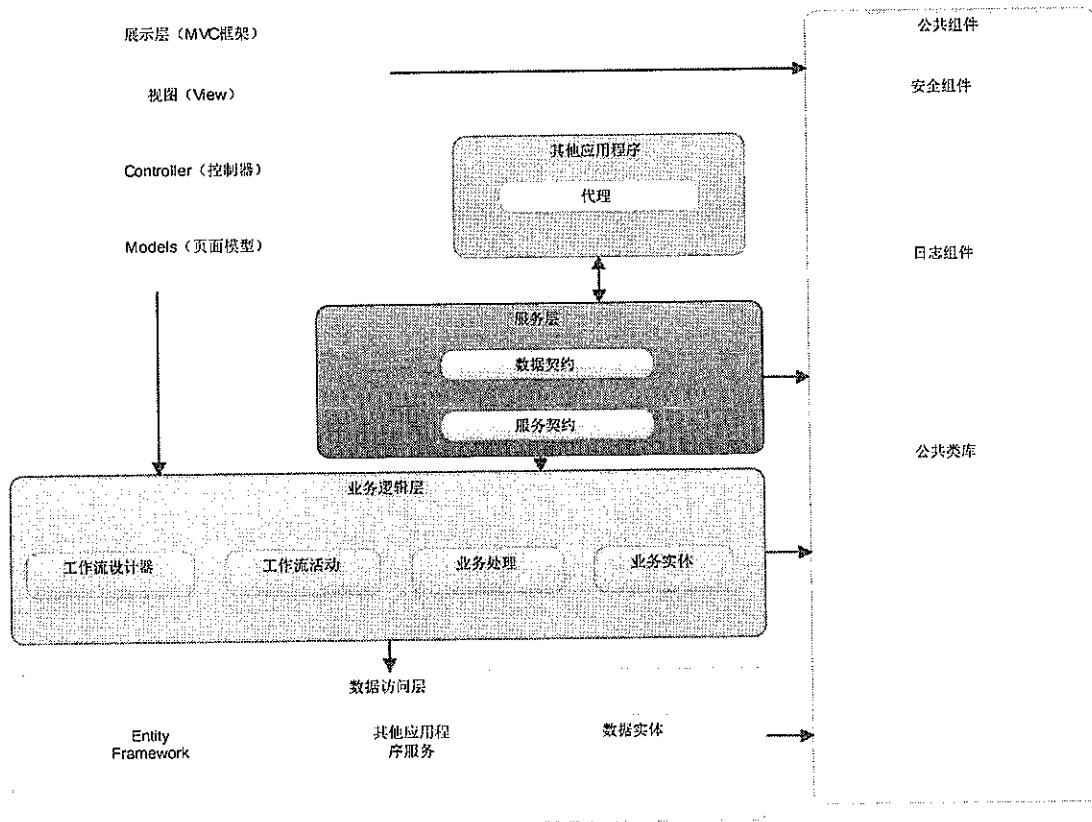 展示层（MVC框架）
视图（View）
Controller（控制器）
Models（页面模型）
其他应用程序
代理
服务层
数据契约
服务契约
业务逻辑层
工作流设计器
工作流活动
业务处理
业务实体
数据访问层
Entity
Framework
其他应用程
序服务
数据实体
公共组件
安全组件
日志组件
公共类库